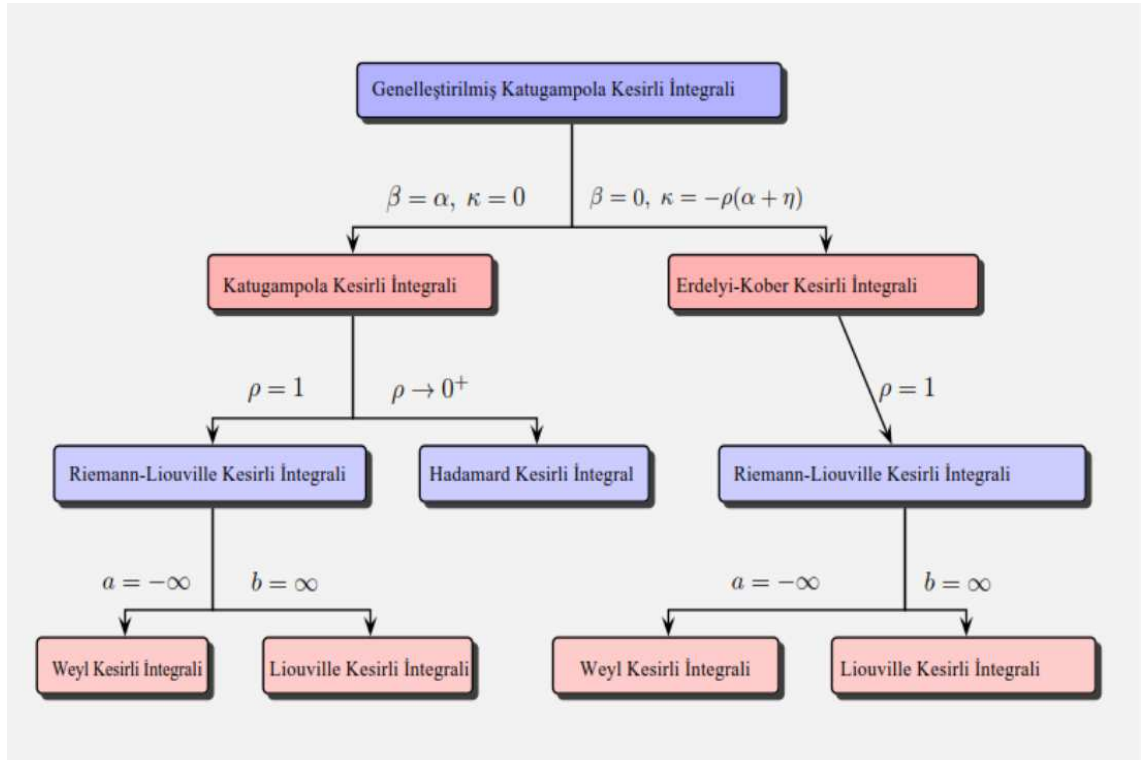 Genelleştirilmiş Katugampola Kesirli İntegrali
β = α, κ = 0
β = 0, κ = −ρ(α + η)
Katugampola Kesirli İntegrali
Erdelyi-Kober Kesirli İntegrali
ρ = 1
ρ → 0⁺
ρ = 1
Riemann-Liouville Kesirli İntegrali
Hadamard Kesirli İntegral
Riemann-Liouville Kesirli İntegrali
a = −∞
b = ∞
a = −∞
b = ∞
Weyl Kesirli İntegrali
Liouville Kesirli İntegrali
Weyl Kesirli İntegrali
Liouville Kesirli İntegrali